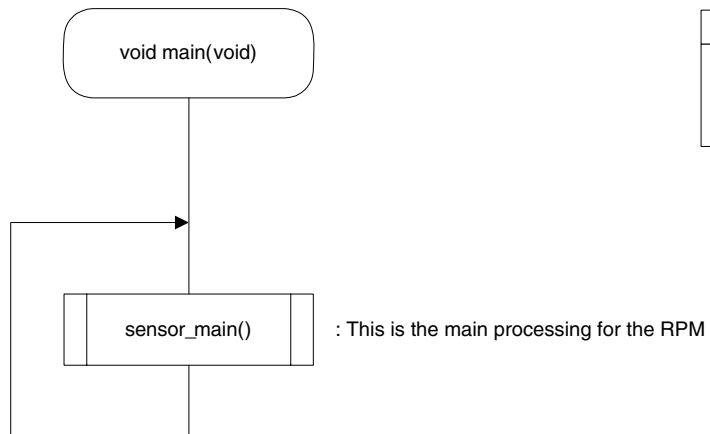 void main(void)
sensor_main()
: This is the main processing for the RPM